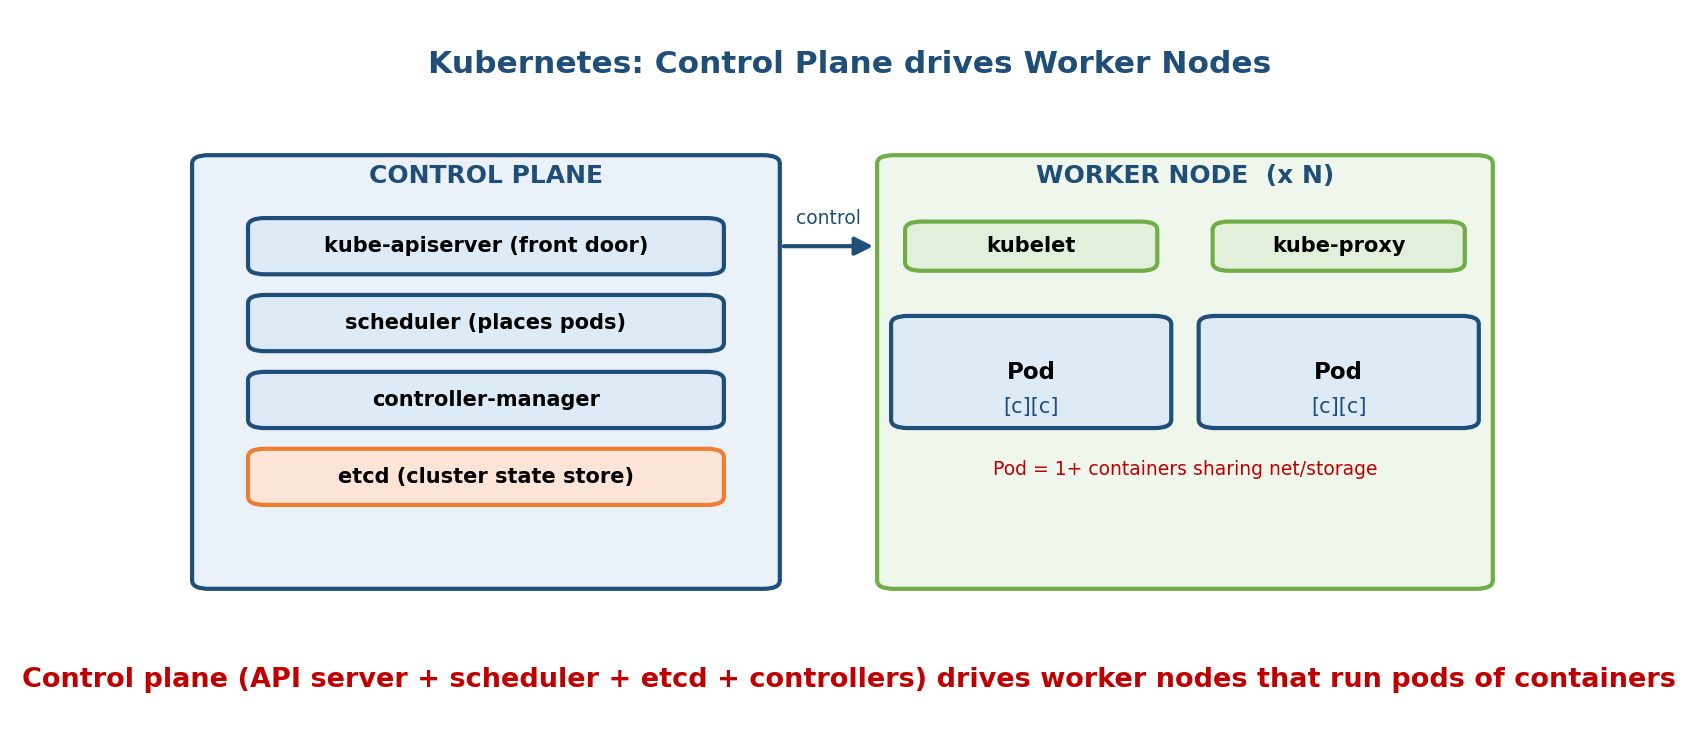 Kubernetes: Control Plane drives Worker Nodes
CONTROL PLANE
kube-apiserver (front door)
scheduler (places pods)
controller-manager
etcd (cluster state store)
control
WORKER NODE  (x N)
kubelet
kube-proxy
Pod
[c][c]
Pod
[c][c]
Pod = 1+ containers sharing net/storage
Control plane (API server + scheduler + etcd + controllers) drives worker nodes that run pods of containers